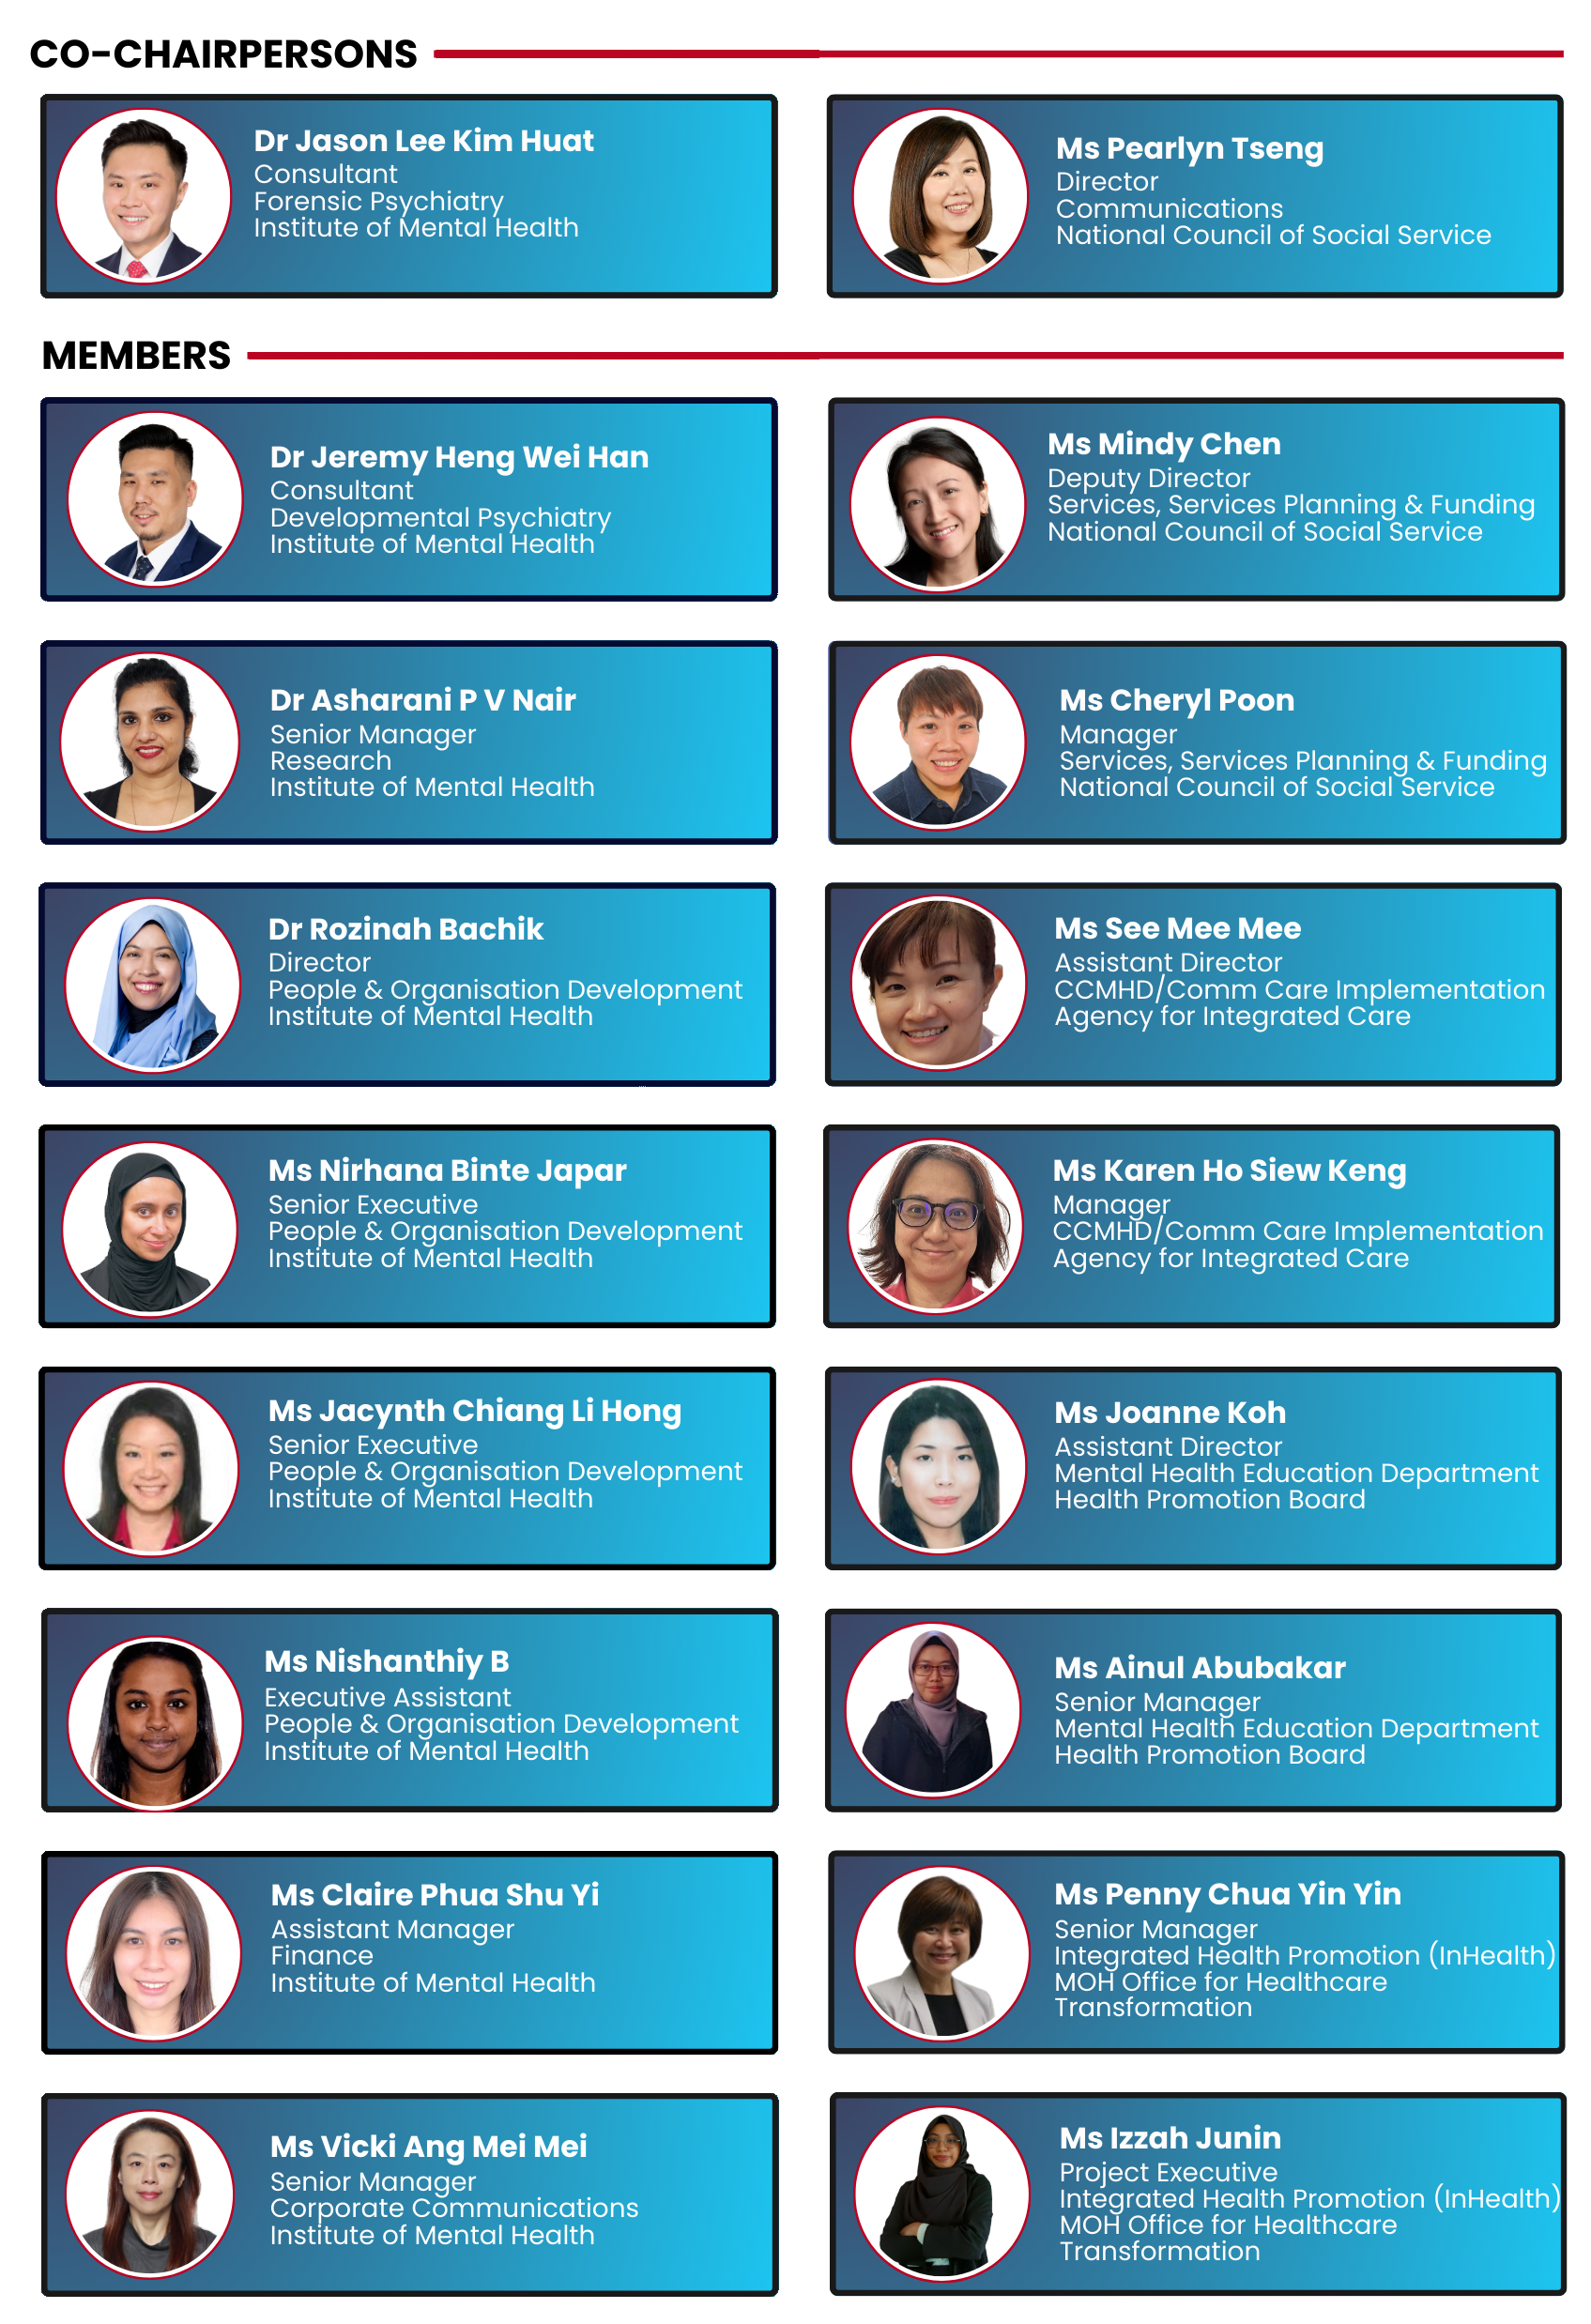 CO-CHAIRPERSONS
Dr Jason Lee Kim Huat
Consultant
Forensic Psychiatry
Institute of Mental Health
Ms Pearlyn Tseng
Director
Communications
National Council of Social Service
MEMBERS
Dr Jeremy Heng Wei Han
Consultant
Developmental Psychiatry
Institute of Mental Health
Ms Mindy Chen
Deputy Director
Services, Services Planning & Funding
National Council of Social Service
Dr Asharani P V Nair
Senior Manager
Research
Institute of Mental Health
Ms Cheryl Poon
Manager
Services, Services Planning & Funding
National Council of Social Service
Dr Rozinah Bachik
Director
People & Organisation Development
Institute of Mental Health
Ms See Mee Mee
Assistant Director
CCMHD/Comm Care Implementation
Agency for Integrated Care
Ms Nirhana Binte Japar
Senior Executive
People & Organisation Development
Institute of Mental Health
Ms Karen Ho Siew Keng
Manager
CCMHD/Comm Care Implementation
Agency for Integrated Care
Ms Jacynth Chiang Li Hong
Senior Executive
People & Organisation Development
Institute of Mental Health
Ms Joanne Koh
Assistant Director
Mental Health Education Department
Health Promotion Board
Ms Nishanthiy B
Executive Assistant
People & Organisation Development
Institute of Mental Health
Ms Ainul Abubakar
Senior Manager
Mental Health Education Department
Health Promotion Board
Ms Claire Phua Shu Yi
Assistant Manager
Finance
Institute of Mental Health
Ms Penny Chua Yin Yin
Senior Manager
Integrated Health Promotion (InHealth)
MOH Office for Healthcare
Transformation
Ms Vicki Ang Mei Mei
Senior Manager
Corporate Communications
Institute of Mental Health
Ms Izzah Junin
Project Executive
Integrated Health Promotion (InHealth)
MOH Office for Healthcare
Transformation